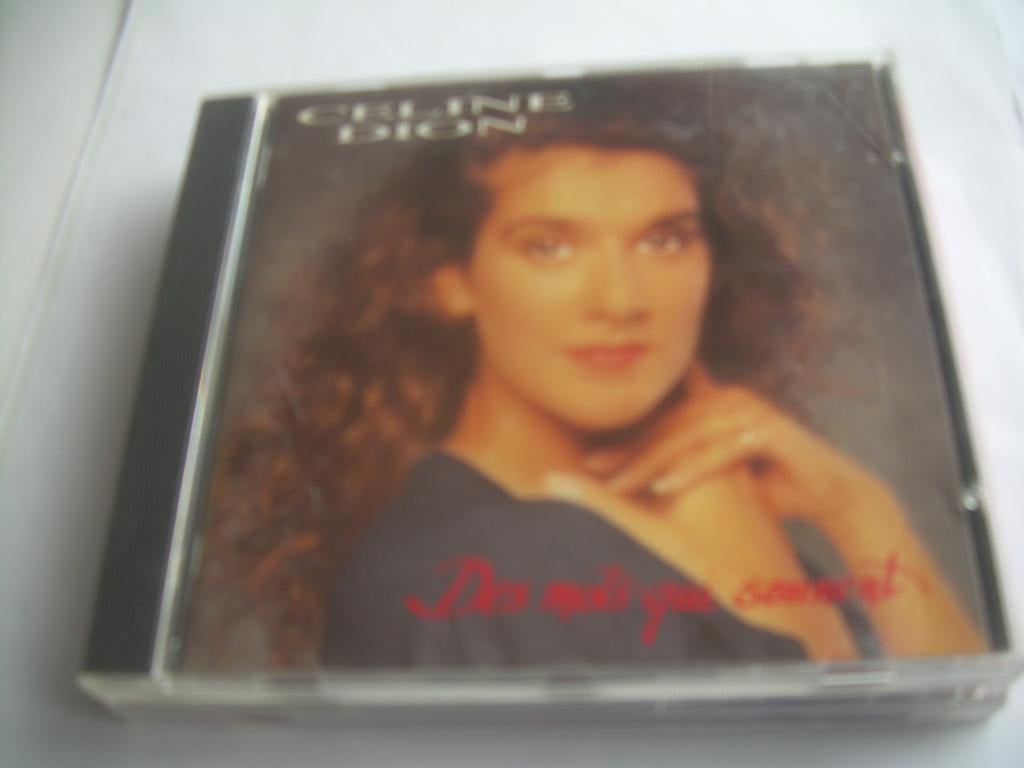 CELINE
DION
Des mots qui sonnent